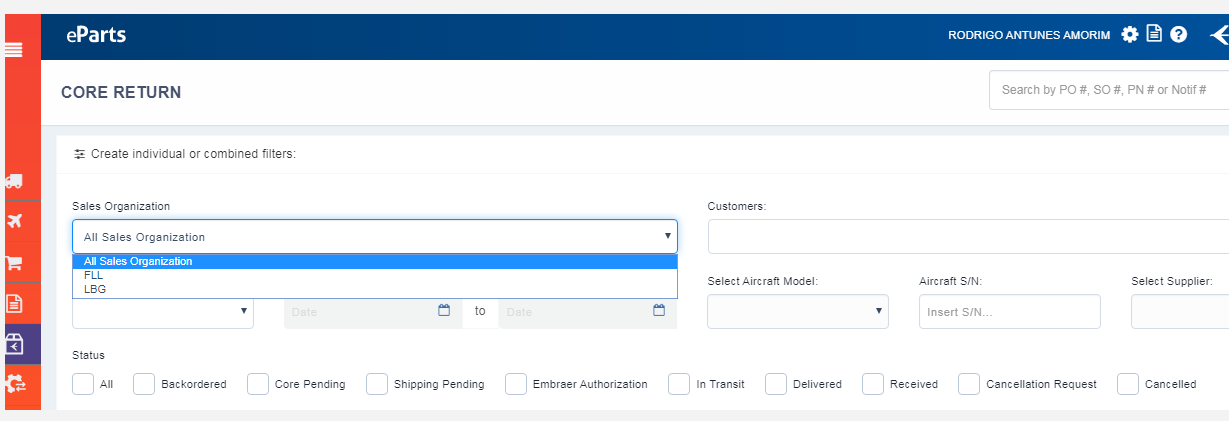 eParts
RODRIGO ANTUNES AMORIM
CORE RETURN
Search by PO #, SO #, PN # or Notif #
Create individual or combined filters:
Sales Organization
Customers:
All Sales Organization
All Sales Organization
FLL
LBG
Select Aircraft Model:
Aircraft S/N:
Select Supplier:
Date
to
Date
Insert S/N...
Status
All
Backordered
Core Pending
Shipping Pending
Embraer Authorization
In Transit
Delivered
Received
Cancellation Request
Cancelled